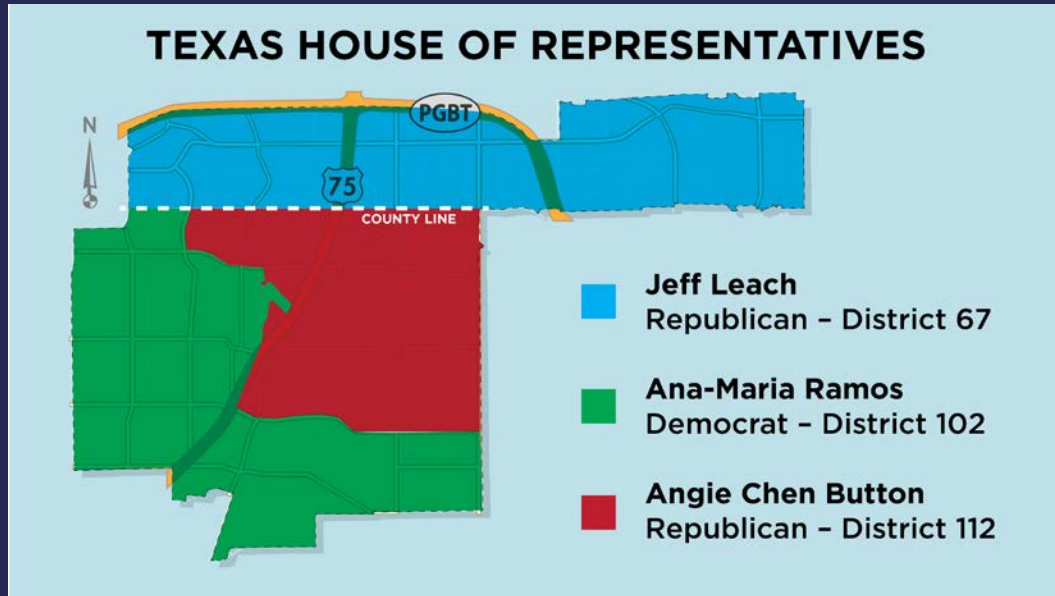 TEXAS HOUSE OF REPRESENTATIVES
N
PGBT
75
COUNTY LINE
Jeff Leach
Republican – District 67
Ana-Maria Ramos
Democrat – District 102
Angie Chen Button
Republican – District 112